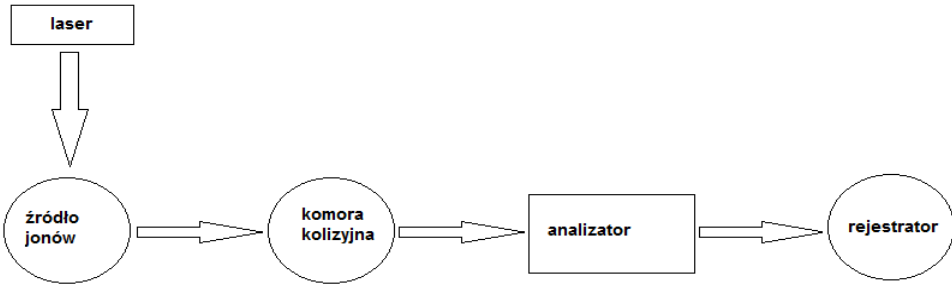 laser
źródło
jonów
komora
kolizyjna
analizator
rejestrator